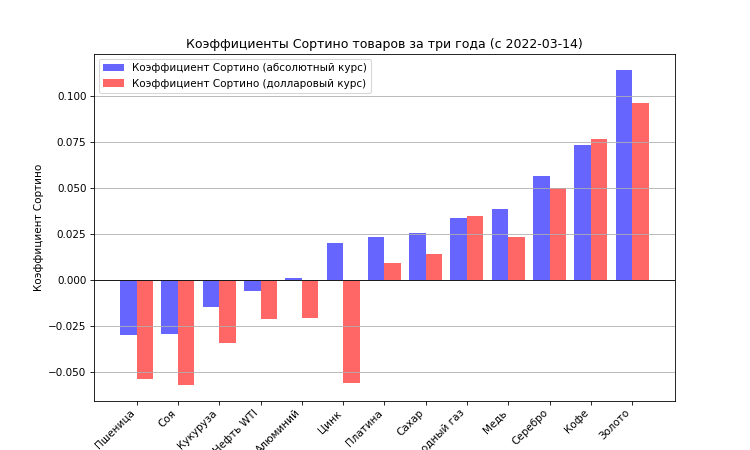 Коэффициенты Сортино товаров за три года (с 2022-03-14)
Коэффициент Сортино (абсолютный курс)
Коэффициент Сортино (долларовый курс)
Коэффициент Сортино
0.100
0.075
0.050
0.025
0.000
−0.025
−0.050
Пшеница
Соя
Кукуруза
Нефть WTI
Алюминий
Цинк
Платина
Сахар
газ
Медь
Серебро
Кофе
Золото